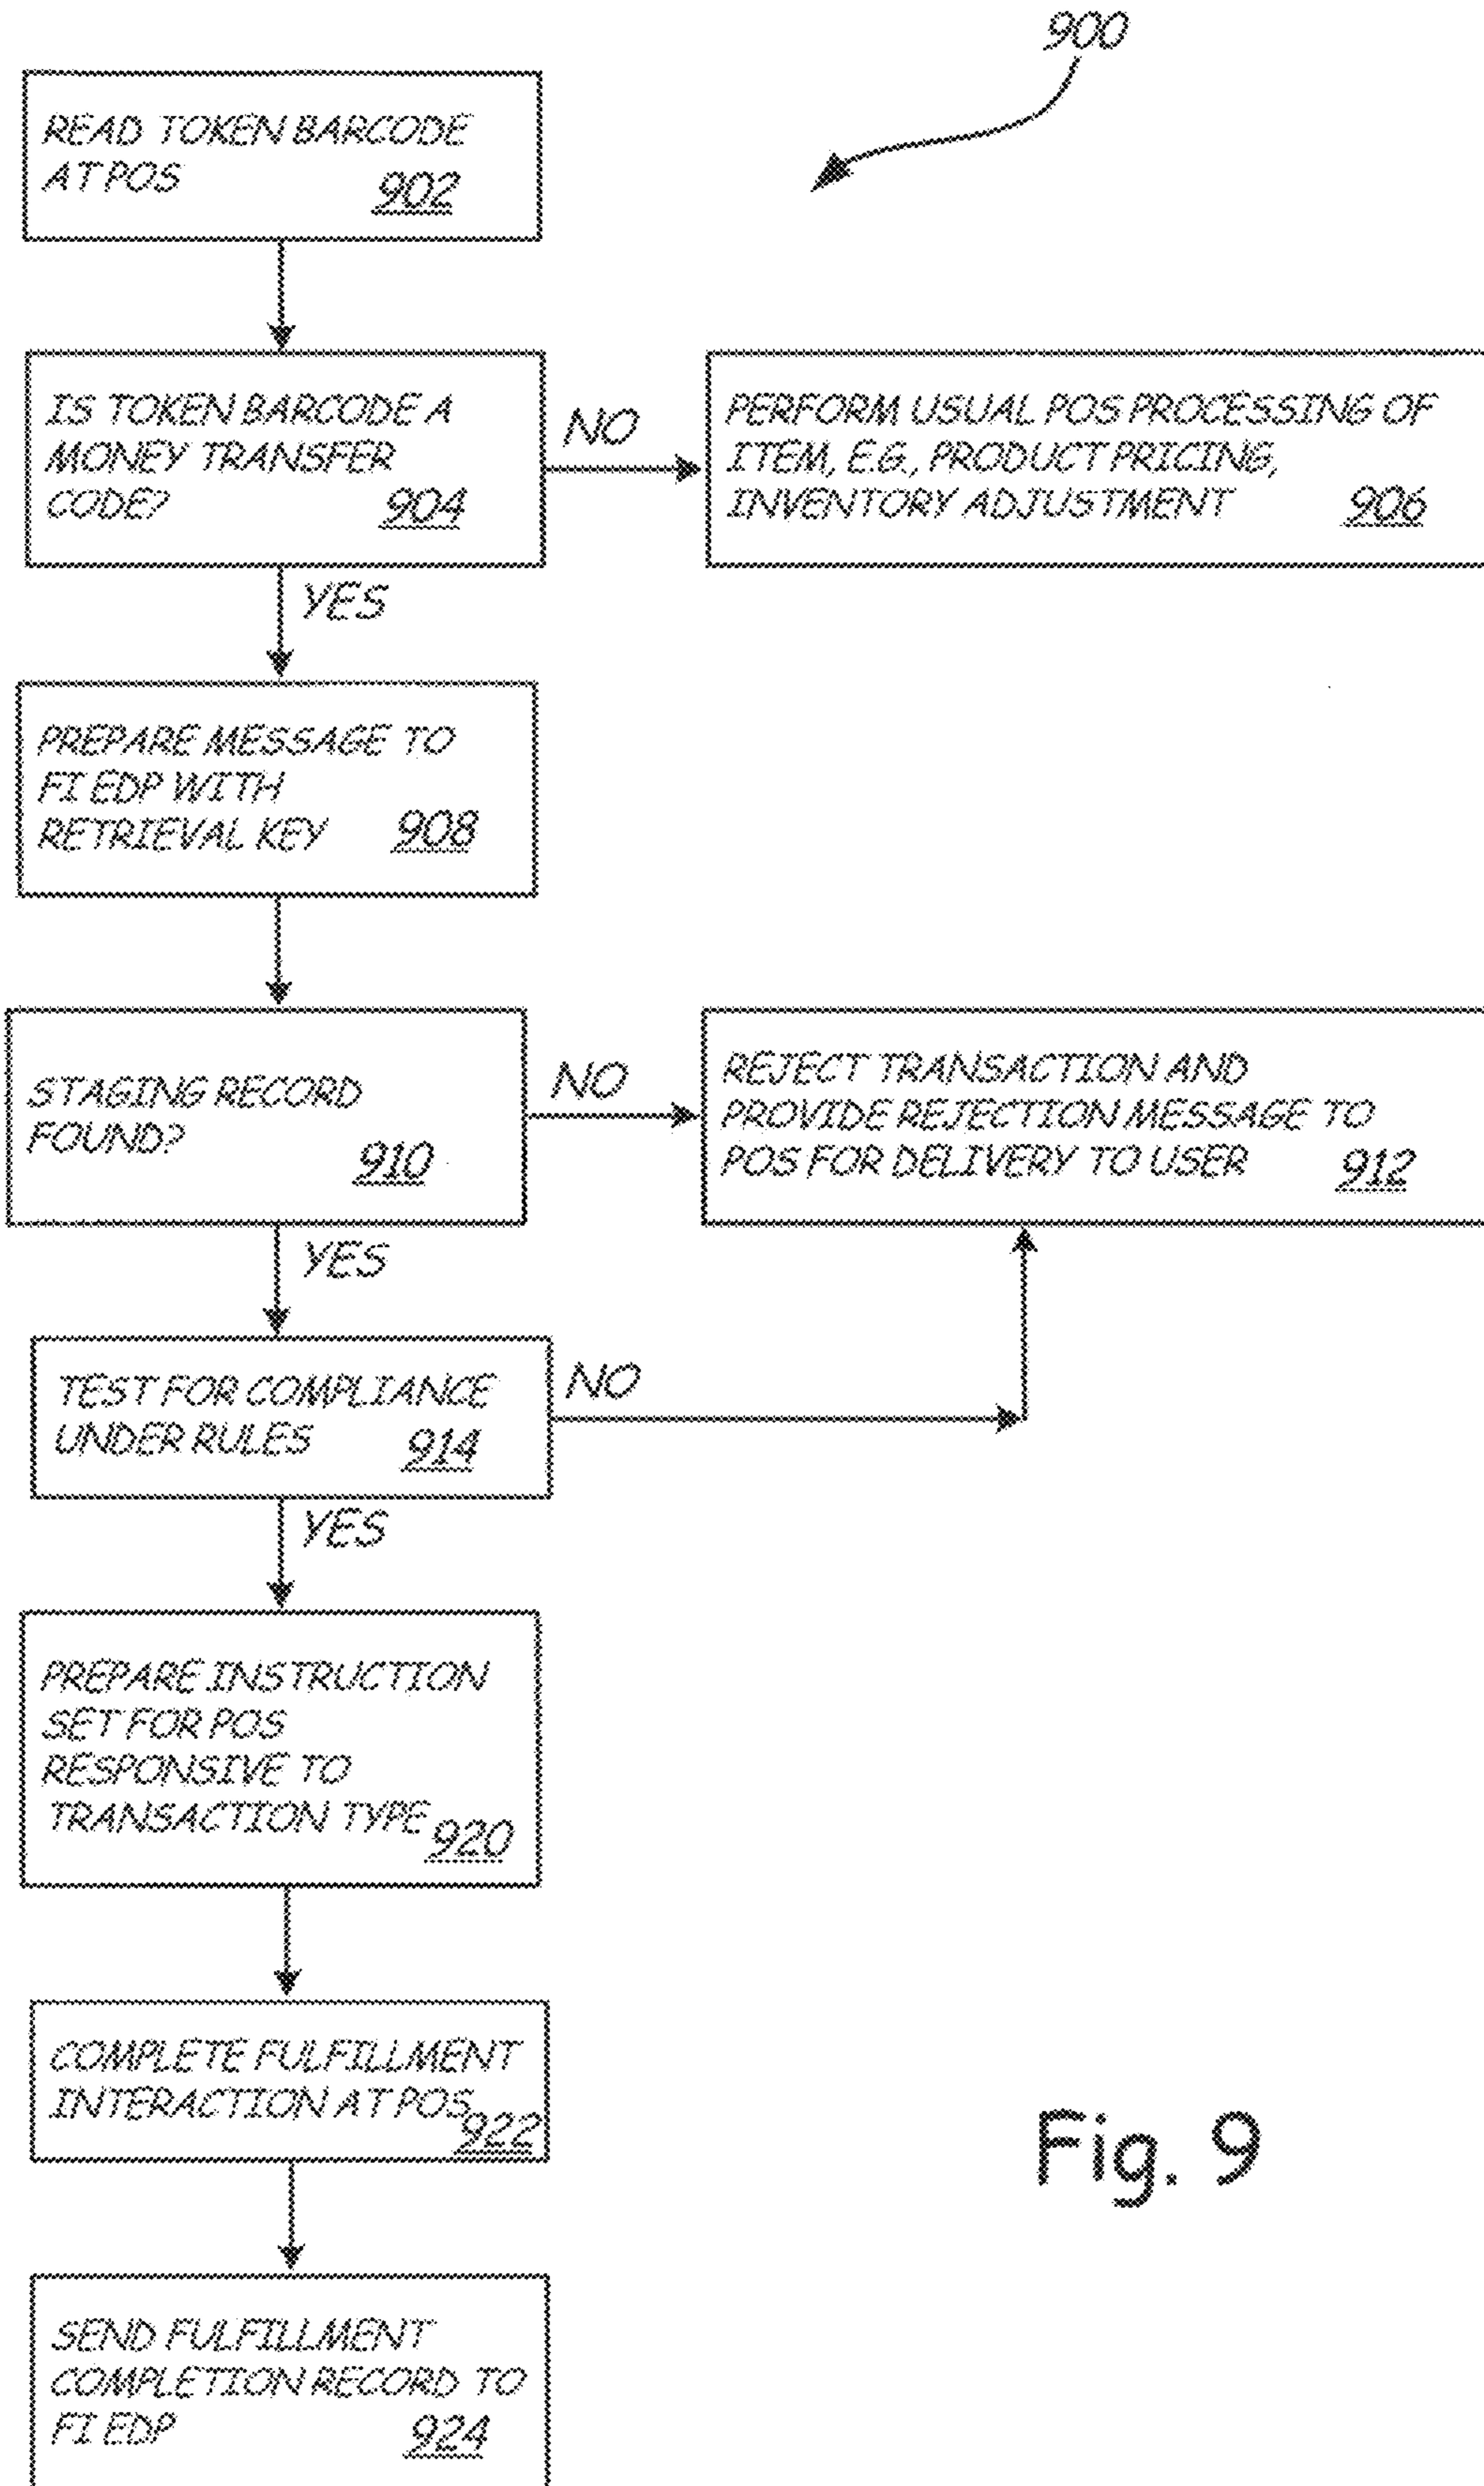 900
READ TOKEN BARCODE
AT POS 902
IS TOKEN BARCODE A
MONEY TRANSFER
CODE? 904
NO
PERFORM USUAL POS PROCESSING OF
ITEM, E.G., PRODUCT PRICING,
INVENTORY ADJUSTMENT 906
YES
PREPARE MESSAGE TO
FI EDP WITH
RETRIEVAL KEY 908
STAGING RECORD
FOUND? 910
NO
REJECT TRANSACTION AND
PROVIDE REJECTION MESSAGE TO
POS FOR DELIVERY TO USER 912
YES
TEST FOR COMPLIANCE
UNDER RULES 914
NO
YES
PREPARE INSTRUCTION
SET FOR POS
RESPONSIVE TO
TRANSACTION TYPE 920
COMPLETE FULFILLMENT
INTERACTION AT POS 922
SEND FULFILLMENT
COMPLETION RECORD TO
FI EDP 924
Fig. 9